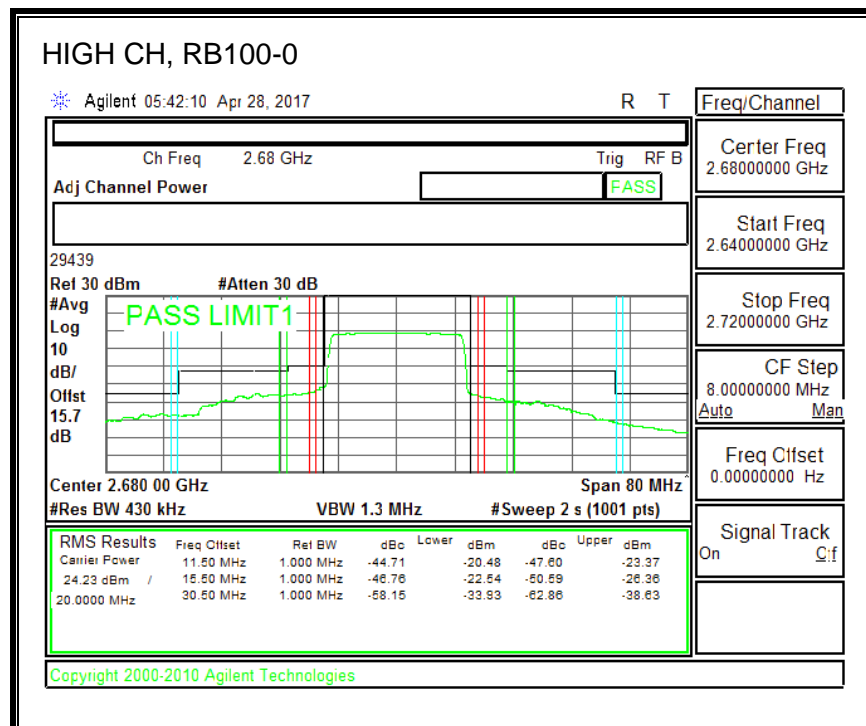 HIGH CH, RB100-0
Agilent 05:42:10 Apr 28, 2017 R T
Freq/Channel
Ch Freq 2.68 GHz Trig RF B
Adj Channel Power PASS
Center Freq
2.68000000 GHz
Start Freq
2.64000000 GHz
Stop Freq
2.72000000 GHz
CF Step
8.00000000 MHz
Auto Man
Freq Offset
0.00000000 Hz
Signal Track
On Off
29439
Ref 30 dBm #Atten 30 dB
#Avg
Log
10
dB/
Offst
15.7
dB
PASS LIMIT1
Center 2.680 00 GHz Span 80 MHz
#Res BW 430 kHz VBW 1.3 MHz #Sweep 2 s (1001 pts)
RMS Results Freq Offset Ref BW dBc Lower dBm dBc Upper dBm
Carrier Power 11.50 MHz 1.000 MHz -44.71 -20.48 -47.60 -23.37
24.23 dBm / 15.50 MHz 1.000 MHz -46.76 -22.54 -50.59 -26.36
20.0000 MHz 30.50 MHz 1.000 MHz -58.15 -33.93 -62.86 -38.63
Copyright 2000-2010 Agilent Technologies